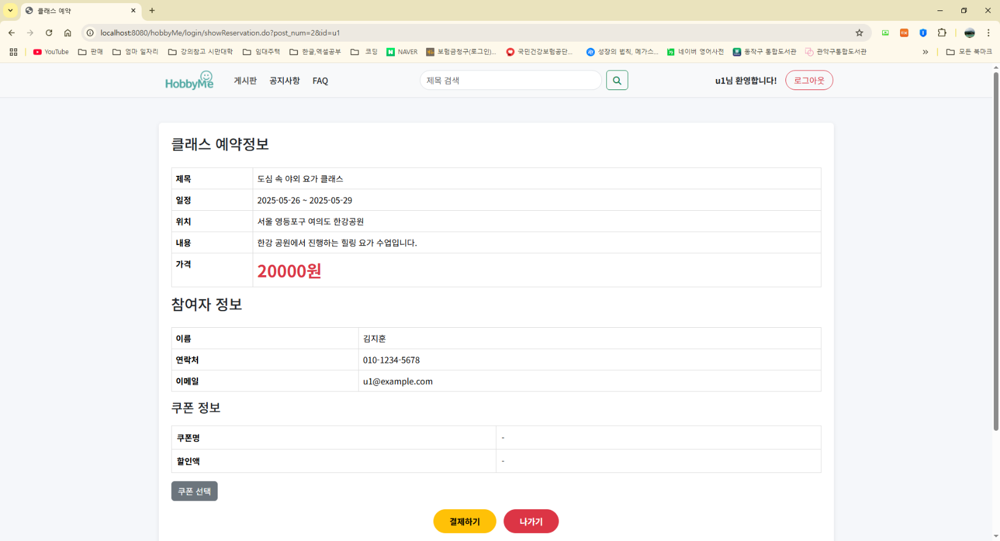 클래스 예약
localhost:8080/hobbyMe/login/showReservation.do?post_num=2&id=u1
YouTube 판매 엄마 일자리 강의참고 시만대학 임대주택 한글,엑셀공부 코딩 NAVER 보험금청구(로그인)... 국민건강보험공단... 성장의 법칙, 메가스... 네이버 영어사전 동작구 통합도서관 관악구통합도서관 » 모든 북마크
HobbyMe 게시판 공지사항 FAQ 제목 검색 u1님 환영합니다! 로그아웃
클래스 예약정보
제목 도심 속 야외 요가 클래스
일정 2025-05-26 ~ 2025-05-29
위치 서울 영등포구 여의도 한강공원
내용 한강 공원에서 진행하는 힐링 요가 수업입니다.
가격 20000원
참여자 정보
이름 김지훈
연락처 010-1234-5678
이메일 u1@example.com
쿠폰 정보
쿠폰명 -
할인액 -
쿠폰 선택
결제하기 나가기